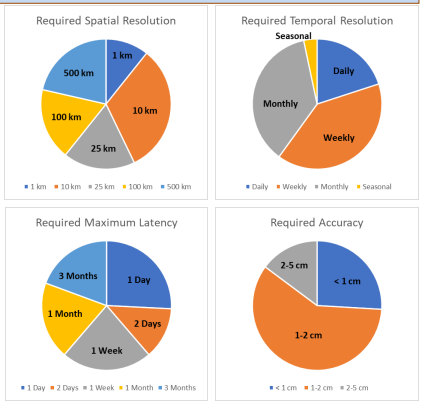 Required Spatial Resolution
1 km
10 km
25 km
100 km
500 km
1 km 10 km 25 km 100 km 500 km
Required Temporal Resolution
Seasonal
Daily
Weekly
Monthly
Daily Weekly Monthly Seasonal
Required Maximum Latency
1 Day
2 Days
1 Week
1 Month
3 Months
1 Day 2 Days 1 Week 1 Month 3 Months
Required Accuracy
< 1 cm
1-2 cm
2-5 cm
< 1 cm 1-2 cm 2-5 cm